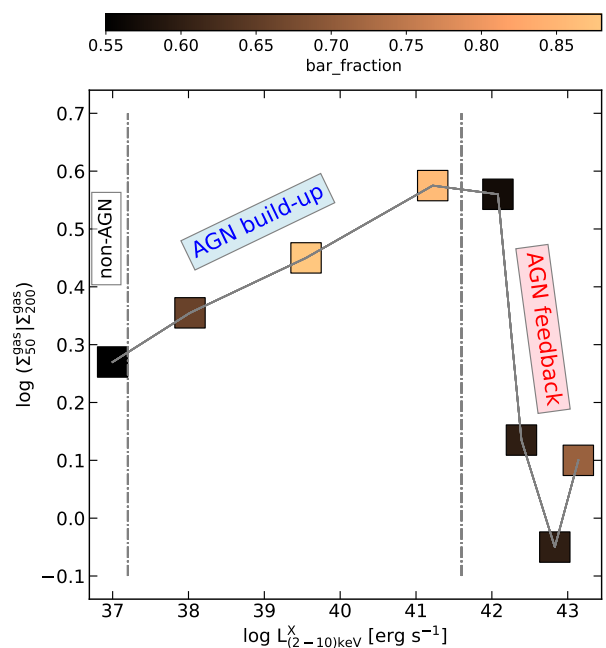 0.55 0.60 0.65 0.70 0.75 0.80 0.85
bar_fraction
0.7
0.6
0.5
0.4
0.3
0.2
0.1
0.0
−0.1
log (Σ₅₀ᵍᵃˢ|Σ₂₀₀ᵍᵃˢ)
non-AGN
AGN build-up
AGN feedback
37 38 39 40 41 42 43
log Lᵡ₍₂₋₁₀₎keV [erg s⁻¹]